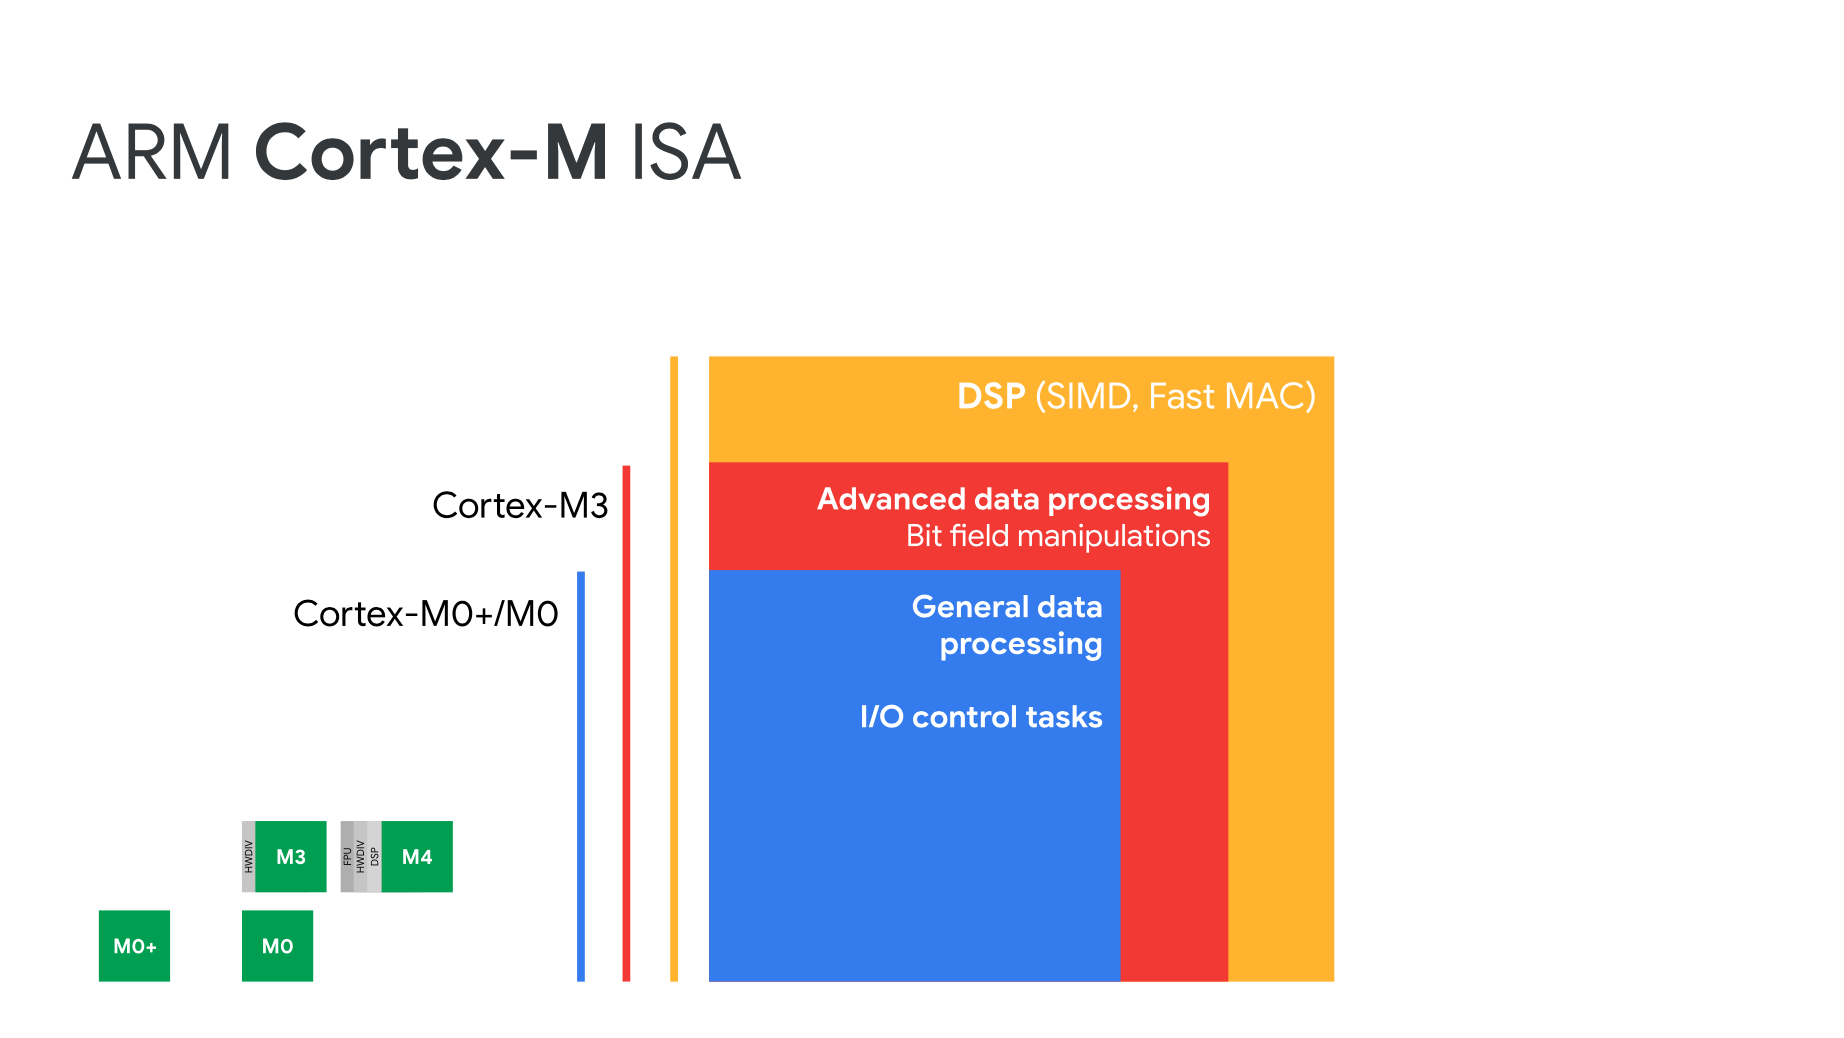 ARM Cortex-M ISA
DSP (SIMD, Fast MAC)
Cortex-M3
Advanced data processing
Bit field manipulations
Cortex-M0+/M0
General data
processing
I/O control tasks
HWDIV
M3
FPU
HWDIV
DSP
M4
M0+
M0